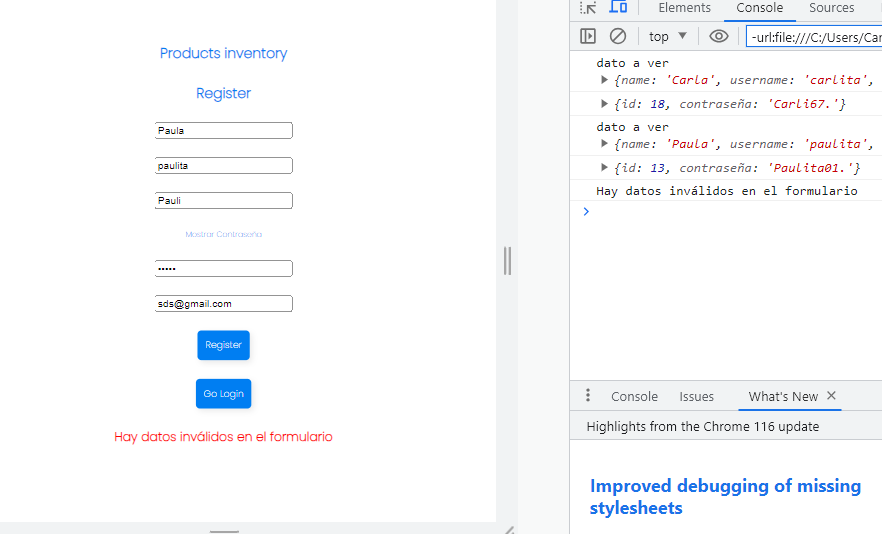 Products inventory
Register
Paula
paulita
Pauli
Mostrar Contraseña
•••••
sds@gmail.com
Register
Go Login
Hay datos inválidos en el formulario
Elements Console Sources
top -url:file:///C:/Users/Car
dato a ver
{name: 'Carla', username: 'carlita',
{id: 18, contraseña: 'Carli67.'}
dato a ver
{name: 'Paula', username: 'paulita',
{id: 13, contraseña: 'Paulita01.'}
Hay datos inválidos en el formulario
Console Issues What's New
Highlights from the Chrome 116 update
Improved debugging of missing
stylesheets